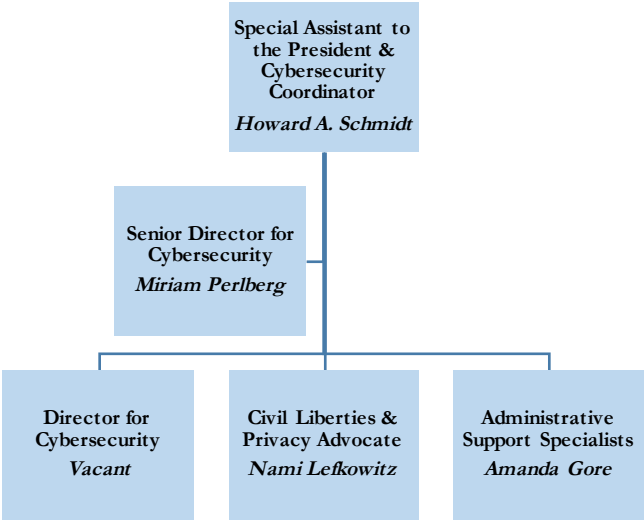 Special Assistant to
the President &
Cybersecurity
Coordinator
Howard A. Schmidt
Senior Director for
Cybersecurity
Miriam Perlberg
Director for
Cybersecurity
Vacant
Civil Liberties &
Privacy Advocate
Nami Lefkowitz
Administrative
Support Specialists
Amanda Gore